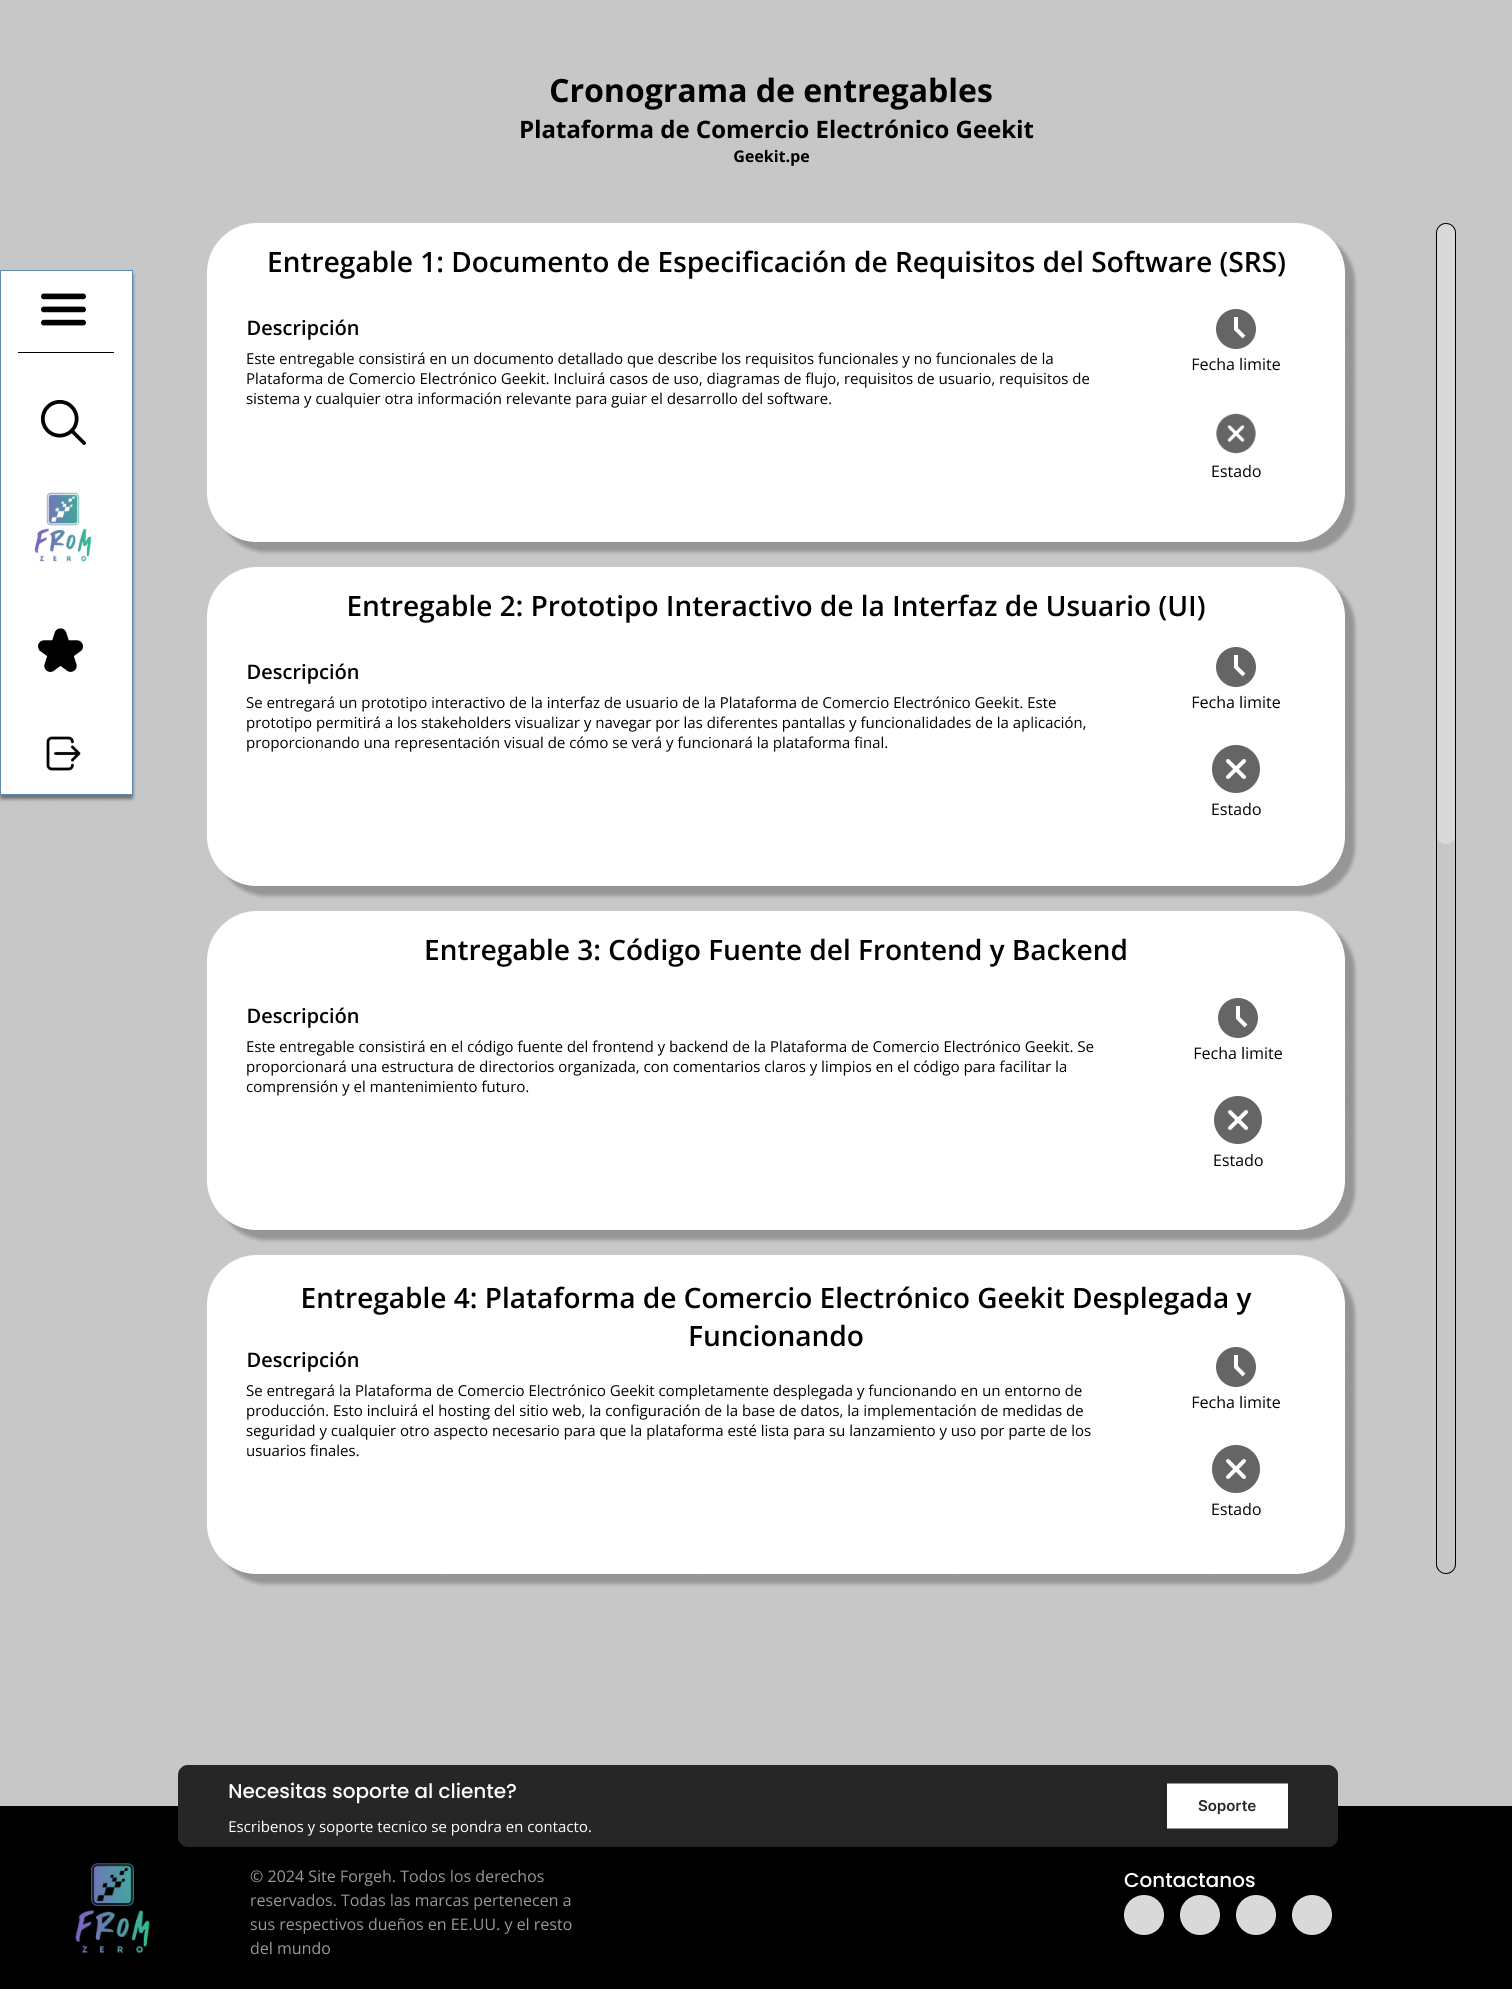 Cronograma de entregables
Plataforma de Comercio Electrónico Geekit
Geekit.pe
Entregable 1: Documento de Especificación de Requisitos del Software (SRS)
Descripción
Este entregable consistirá en un documento detallado que describe los requisitos funcionales y no funcionales de la
Plataforma de Comercio Electrónico Geekit. Incluirá casos de uso, diagramas de flujo, requisitos de usuario, requisitos de
sistema y cualquier otra información relevante para guiar el desarrollo del software.
Fecha limite
Estado
FROM
ZERO
Entregable 2: Prototipo Interactivo de la Interfaz de Usuario (UI)
Descripción
Se entregará un prototipo interactivo de la interfaz de usuario de la Plataforma de Comercio Electrónico Geekit. Este
prototipo permitirá a los stakeholders visualizar y navegar por las diferentes pantallas y funcionalidades de la aplicación,
proporcionando una representación visual de cómo se verá y funcionará la plataforma final.
Fecha limite
Estado
Entregable 3: Código Fuente del Frontend y Backend
Descripción
Este entregable consistirá en el código fuente del frontend y backend de la Plataforma de Comercio Electrónico Geekit. Se
proporcionará una estructura de directorios organizada, con comentarios claros y limpios en el código para facilitar la
comprensión y el mantenimiento futuro.
Fecha limite
Estado
Entregable 4: Plataforma de Comercio Electrónico Geekit Desplegada y
Funcionando
Descripción
Se entregará la Plataforma de Comercio Electrónico Geekit completamente desplegada y funcionando en un entorno de
producción. Esto incluirá el hosting del sitio web, la configuración de la base de datos, la implementación de medidas de
seguridad y cualquier otro aspecto necesario para que la plataforma esté lista para su lanzamiento y uso por parte de los
usuarios finales.
Fecha limite
Estado
Necesitas soporte al cliente?
Escribenos y soporte tecnico se pondra en contacto.
Soporte
FROM
ZERO
© 2024 Site Forgeh. Todos los derechos
reservados. Todas las marcas pertenecen a
sus respectivos dueños en EE.UU. y el resto
del mundo
Contactanos